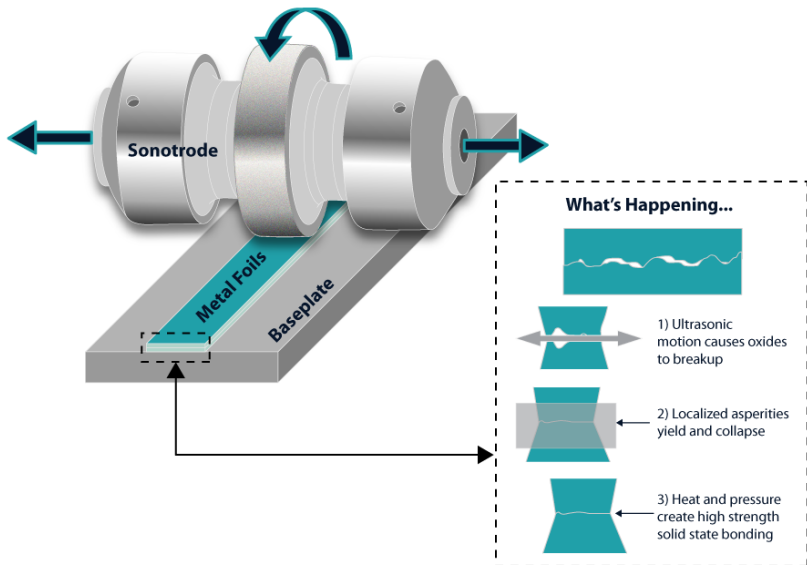 Sonotrode
Metal Foils
Baseplate
What's Happening...
1) Ultrasonic
motion causes oxides
to breakup
2) Localized asperities
yield and collapse
3) Heat and pressure
create high strength
solid state bonding